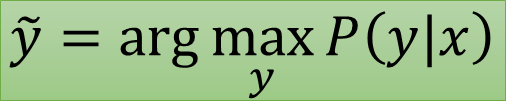 ỹ = arg max P(y|x)
y